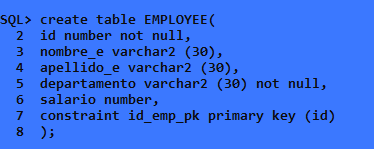 SQL> create table EMPLOYEE(
2 id number not null,
3 nombre_e varchar2 (30),
4 apellido_e varchar2 (30),
5 departamento varchar2 (30) not null,
6 salario number,
7 constraint id_emp_pk primary key (id)
8 );